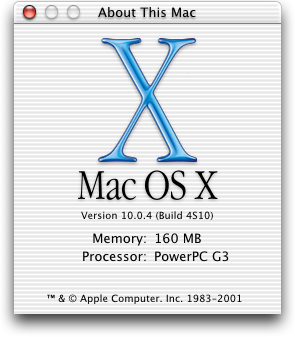 About This Mac
X
Mac OS X
Version 10.0.4 (Build 4S10)
Memory: 160 MB
Processor: PowerPC G3
™ & © Apple Computer. Inc. 1983-2001